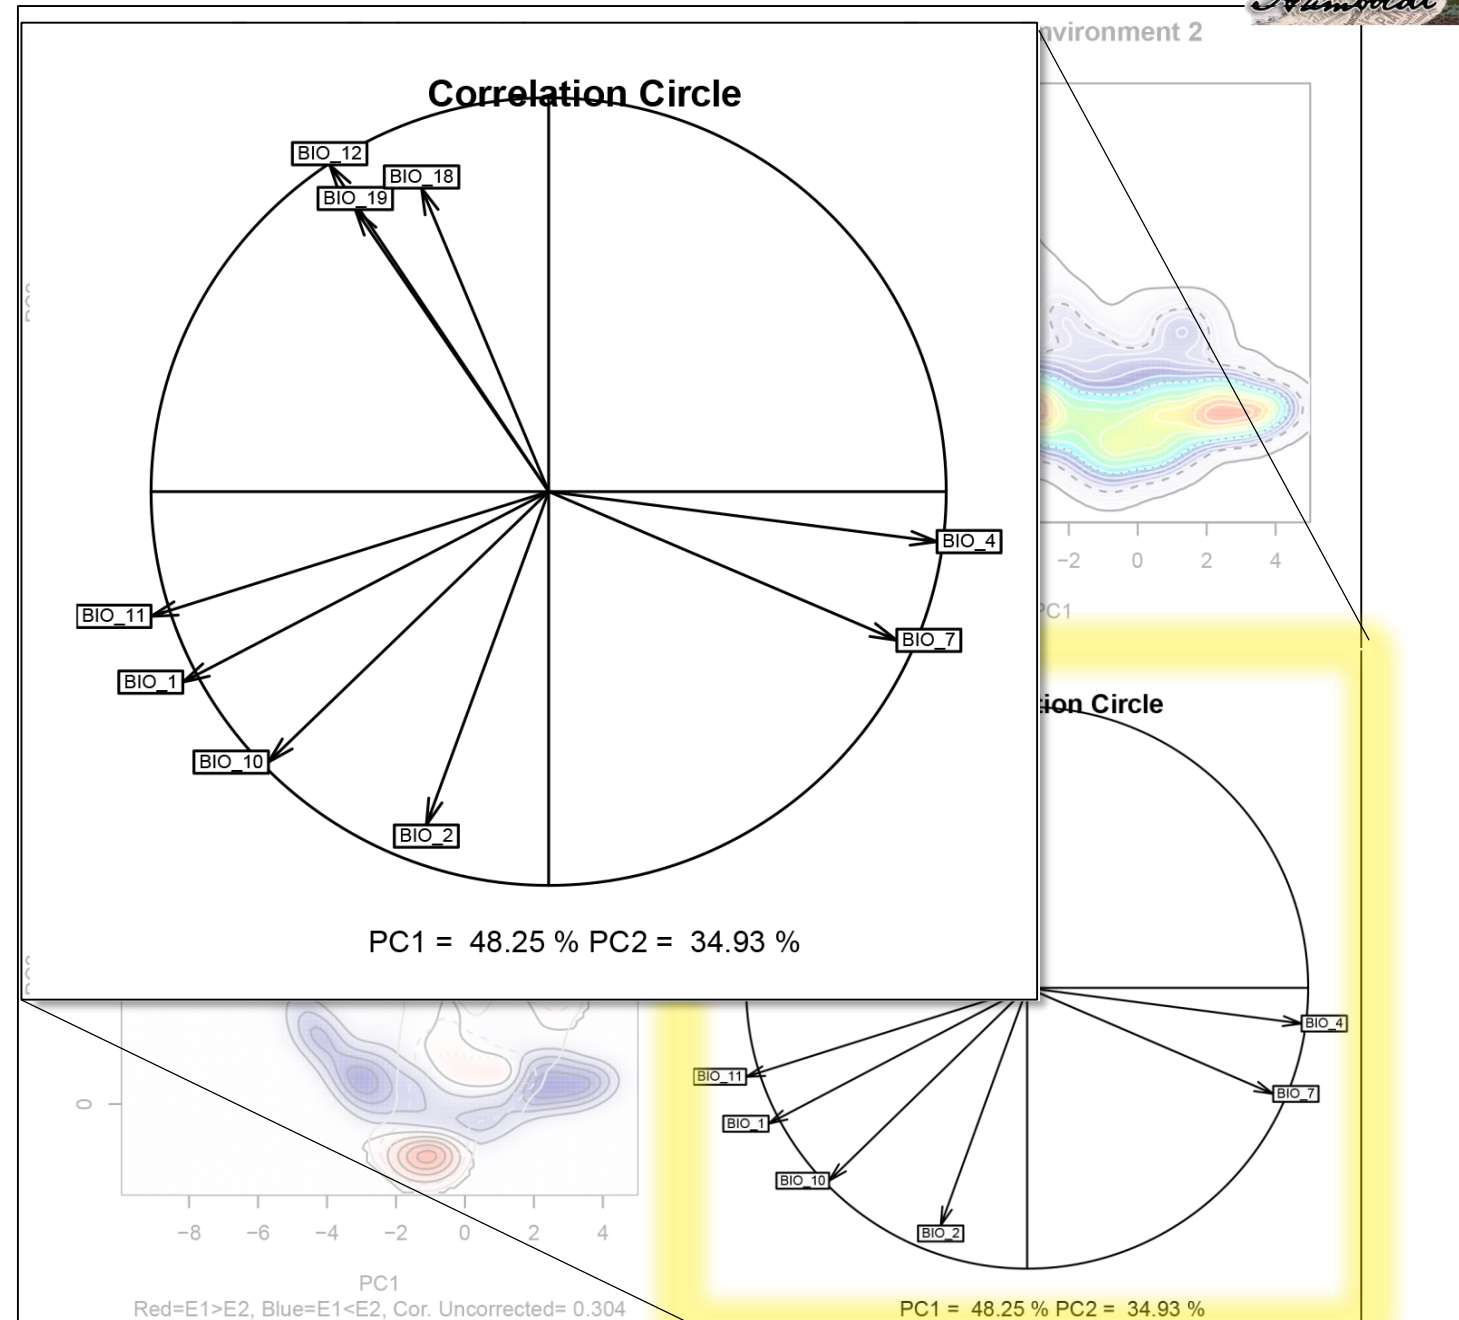 Humboldt
nvironment 2
Correlation Circle
BIO_12
BIO_18
BIO_19
BIO_4
BIO_11
BIO_7
BIO_1
BIO_10
BIO_2
PC1 = 48.25 % PC2 = 34.93 %
−2 0 2 4
PC1
ion Circle
BIO_4
BIO_11
BIO_7
BIO_1
BIO_10
BIO_2
PC1 = 48.25 % PC2 = 34.93 %
0
−8 −6 −4 −2 0 2 4
PC1
Red=E1>E2, Blue=E1<E2, Cor. Uncorrected= 0.304